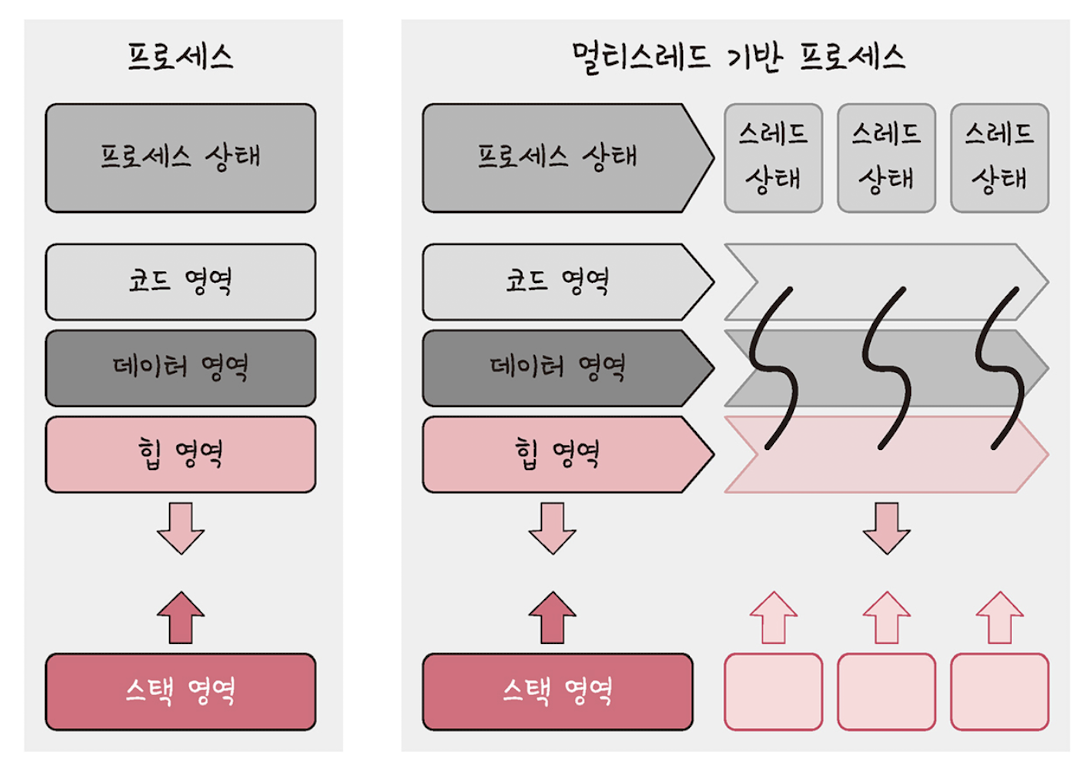 프로세스
프로세스 상태
코드 영역
데이터 영역
힙 영역
스택 영역
멀티스레드 기반 프로세스
프로세스 상태
스레드
상태
스레드
상태
스레드
상태
코드 영역
데이터 영역
힙 영역
스택 영역